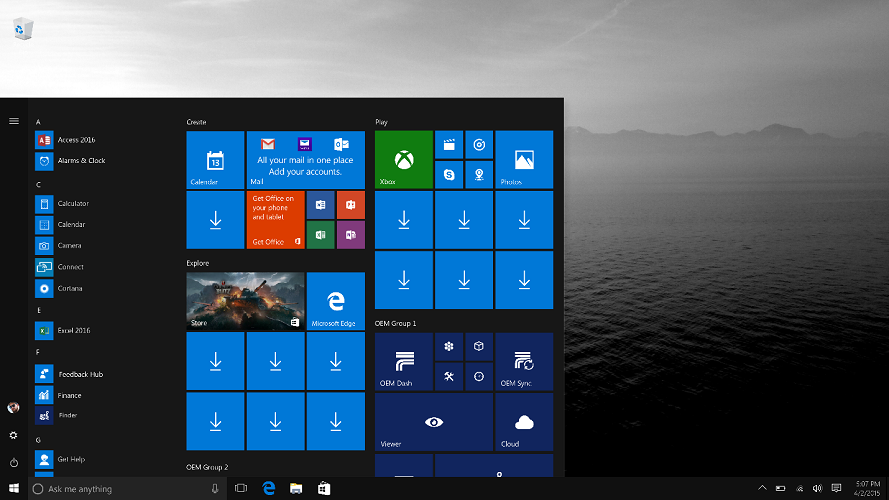 A
Access 2016
Alarms & Clock
C
Calculator
Calendar
Camera
Connect
Cortana
E
Excel 2016
F
Feedback Hub
Finance
Finder
G
Get Help
Create
Calendar
13
All your mail in one place
Add your accounts.
Mail
Get Office on
your phone
and tablet
Get Office
Explore
Store
Microsoft Edge
OEM Group 2
Play
Xbox
Photos
OEM Group 1
OEM Dash
OEM Sync
Viewer
Cloud
Ask me anything
5:07 PM
4/2/2015